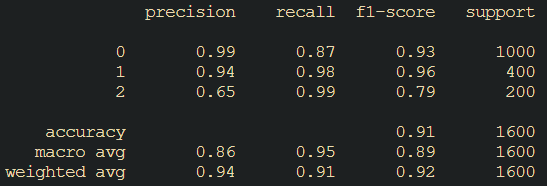 precision recall f1-score support
0 0.99 0.87 0.93 1000
1 0.94 0.98 0.96 400
2 0.65 0.99 0.79 200
accuracy 0.91 1600
macro avg 0.86 0.95 0.89 1600
weighted avg 0.94 0.91 0.92 1600